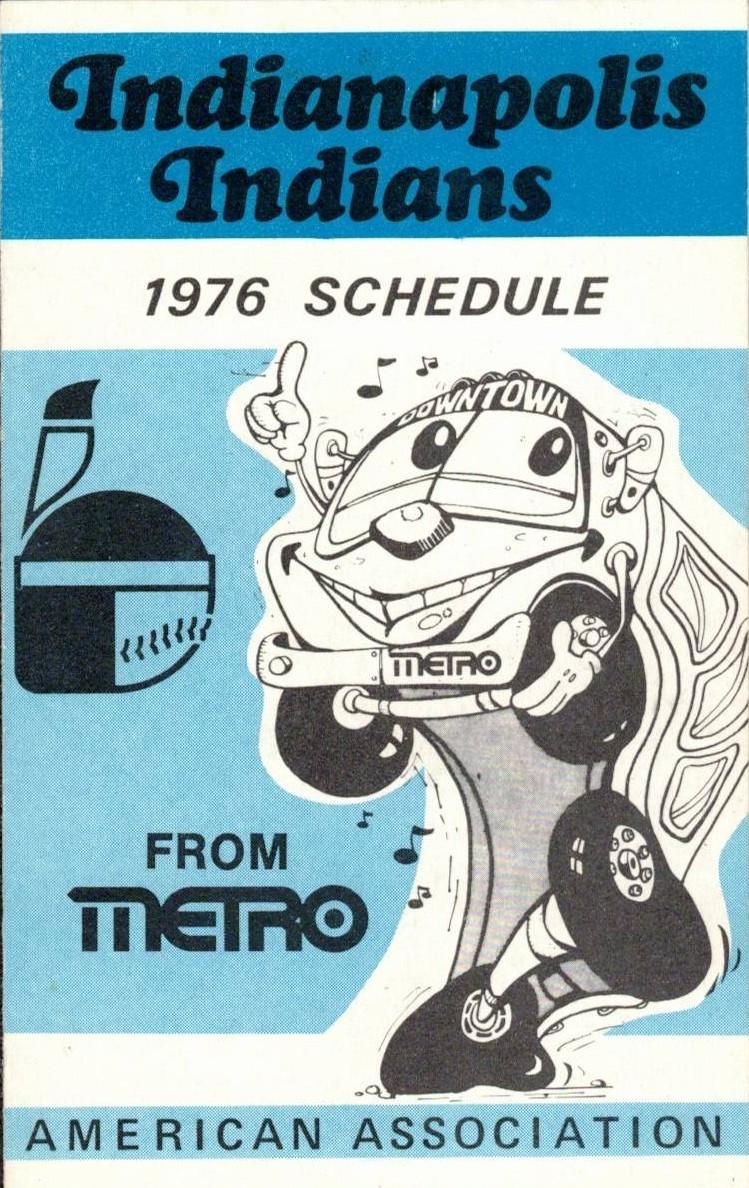 Indianapolis
Indians
1976 SCHEDULE
DOWNTOWN
METRO
FROM
METRO
AMERICAN ASSOCIATION